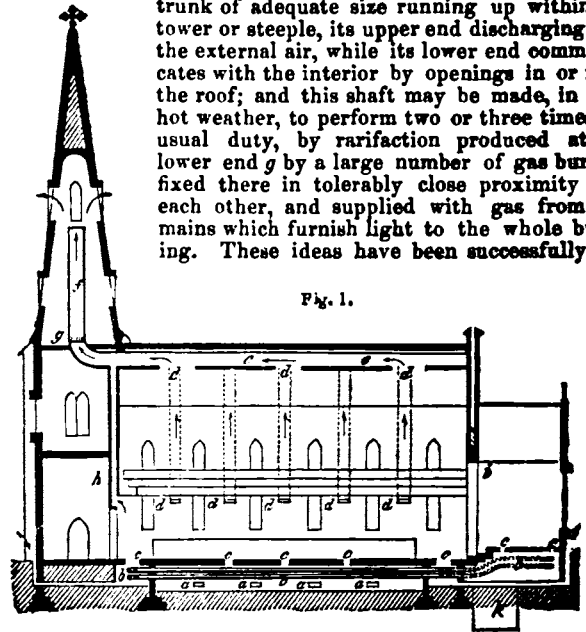 trunk of adequate size running up within
tower or steeple, its upper end discharging
the external air, while its lower end comm
cates with the interior by openings in or
the roof; and this shaft may be made, in
hot weather, to perform two or three time
usual duty, by rarifaction produced at
lower end g by a large number of gas bur
fixed there in tolerably close proximity
each other, and supplied with gas from
mains which furnish light to the whole b
ing. These ideas have been successfully
Fig. 1.
f
g
c e
d d d
h b
d d d d d
c c c e e e
b o
a a a a
K